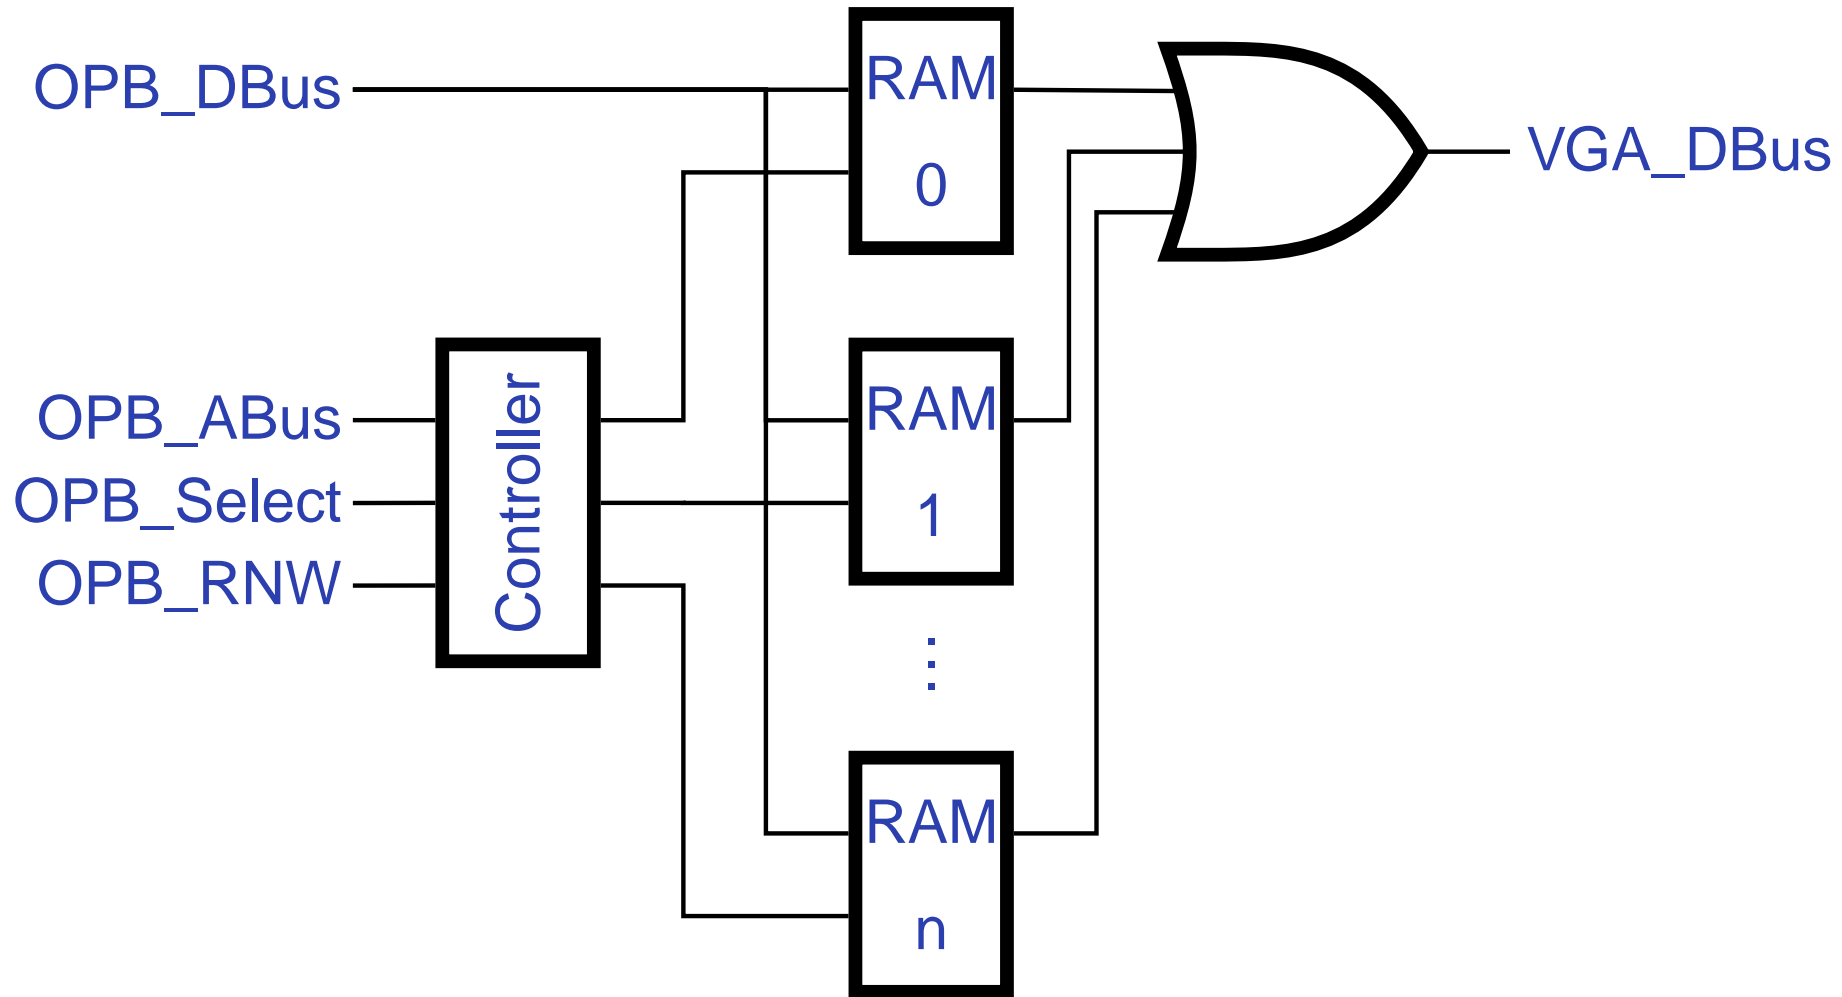 OPB_DBus
OPB_ABus
OPB_Select
OPB_RNW
Controller
RAM
0
RAM
1
...
RAM
n
VGA_DBus